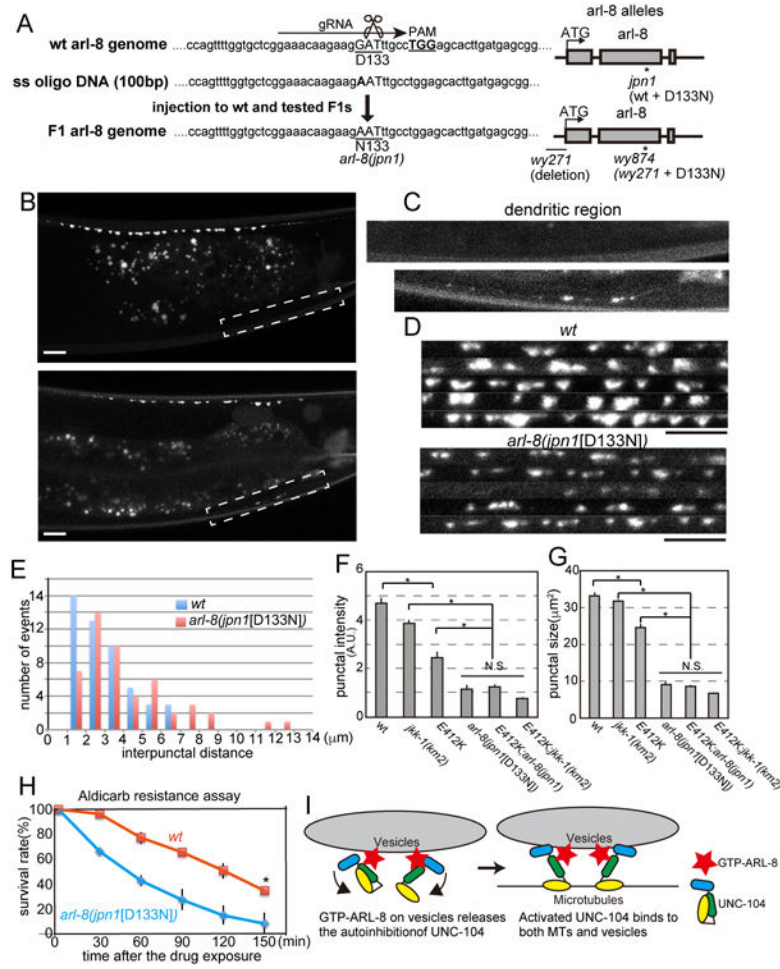 A
gRNA
PAM
wt arl-8 genome ....ccagttttggtgctcggaaacaagaagGATttgccTGGagcacttgatgagcgg...
D133
ss oligo DNA (100bp) ....ccagttttggtgctcggaaacaagaagAATttgcctggagcacttgatgagcgg...
injection to wt and tested F1s
F1 arl-8 genome ....ccagttttggtgctcggaaacaagaagAATttgcctggagcacttgatgagcgg...
N133
arl-8(jpn1)
arl-8 alleles
ATG
arl-8
*
jpn1
(wt + D133N)
ATG
arl-8
*
wy271
(deletion)
wy874
(wy271 + D133N)
B
C
dendritic region
D
wt
arl-8(jpn1[D133N])
E
number of events
14
12
8
4
0
wt
arl-8(jpn1[D133N])
0 1 2 3 4 5 6 7 8 9 10 11 12 13 14 (μm)
interpunctal distance
F
punctal intensity
(A.U.)
6
4
2
0
*
*
*
N.S.
wt
jkk-1(km2)
E412K
arl-8(jpn1[D133N])
E412K;arl-8(jpn1)
E412K;jkk-1(km2)
G
punctal size(μm²)
40
30
20
10
0
*
*
*
N.S.
wt
jkk-1(km2)
E412K
arl-8(jpn1[D133N])
E412K;arl-8(jpn1)
E412K;jkk-1(km2)
H
Aldicarb resistance assay
survival rate(%)
100
80
60
40
20
0
wt
*
arl-8(jpn1[D133N])
0 30 60 90 120 150 (min)
time after the drug exposure
I
Vesicles
GTP-ARL-8 on vesicles releases
the autoinhibitionof UNC-104
Vesicles
Microtubules
Activated UNC-104 binds to
both MTs and vesicles
GTP-ARL-8
UNC-104